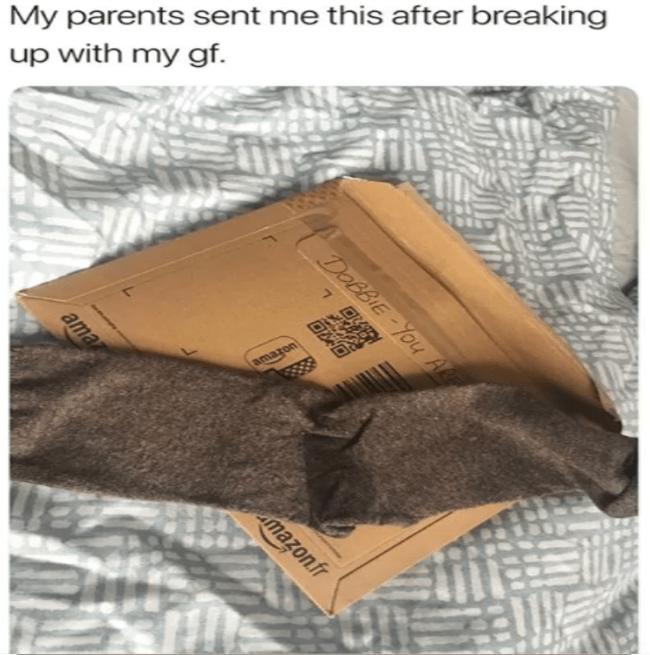 My parents sent me this after breaking
up with my gf.
DOBBIE - You
amazon
amazon.fr